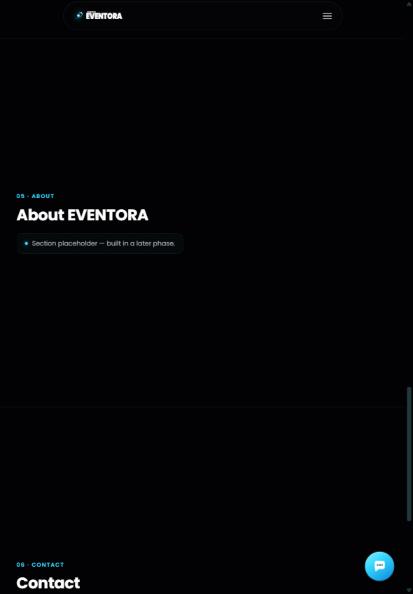 EVENTORA
05 · ABOUT
About EVENTORA
Section placeholder — built in a later phase.
06 · CONTACT
Contact